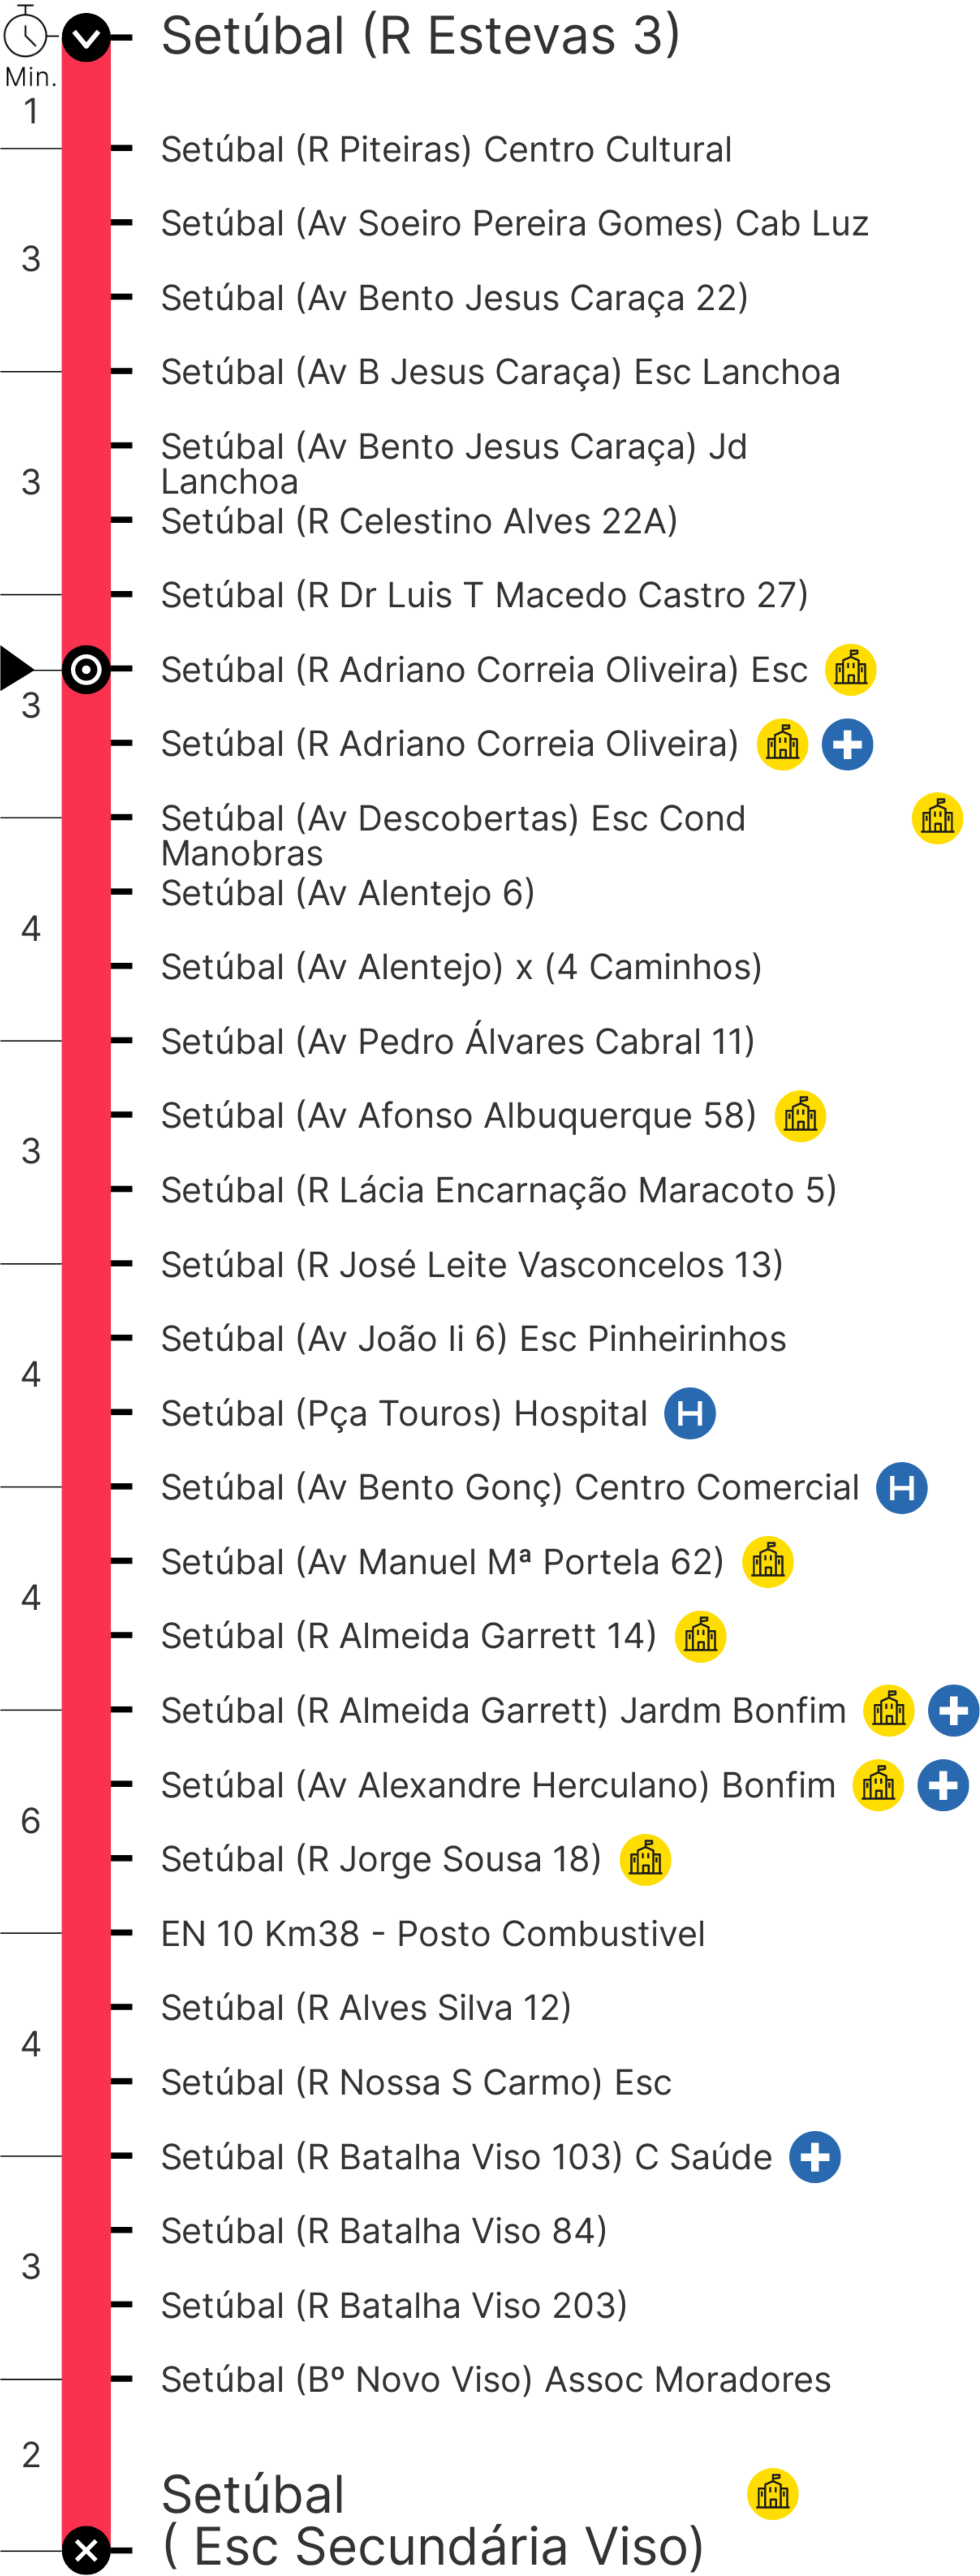 Setúbal (R Estevas 3)
Min.
1
Setúbal (R Piteiras) Centro Cultural
Setúbal (Av Soeiro Pereira Gomes) Cab Luz
3
Setúbal (Av Bento Jesus Caraça 22)
Setúbal (Av B Jesus Caraça) Esc Lanchoa
Setúbal (Av Bento Jesus Caraça) Jd
Lanchoa
3
Setúbal (R Celestino Alves 22A)
Setúbal (R Dr Luis T Macedo Castro 27)
Setúbal (R Adriano Correia Oliveira) Esc
3
Setúbal (R Adriano Correia Oliveira)
Setúbal (Av Descobertas) Esc Cond
Manobras
Setúbal (Av Alentejo 6)
4
Setúbal (Av Alentejo) x (4 Caminhos)
Setúbal (Av Pedro Álvares Cabral 11)
Setúbal (Av Afonso Albuquerque 58)
3
Setúbal (R Lácia Encarnação Maracoto 5)
Setúbal (R José Leite Vasconcelos 13)
Setúbal (Av João Ii 6) Esc Pinheirinhos
4
Setúbal (Pça Touros) Hospital H
Setúbal (Av Bento Gonç) Centro Comercial H
Setúbal (Av Manuel Mª Portela 62)
4
Setúbal (R Almeida Garrett 14)
Setúbal (R Almeida Garrett) Jardm Bonfim
Setúbal (Av Alexandre Herculano) Bonfim
6
Setúbal (R Jorge Sousa 18)
EN 10 Km38 - Posto Combustivel
Setúbal (R Alves Silva 12)
4
Setúbal (R Nossa S Carmo) Esc
Setúbal (R Batalha Viso 103) C Saúde
Setúbal (R Batalha Viso 84)
3
Setúbal (R Batalha Viso 203)
Setúbal (Bº Novo Viso) Assoc Moradores
2
Setúbal
( Esc Secundária Viso)